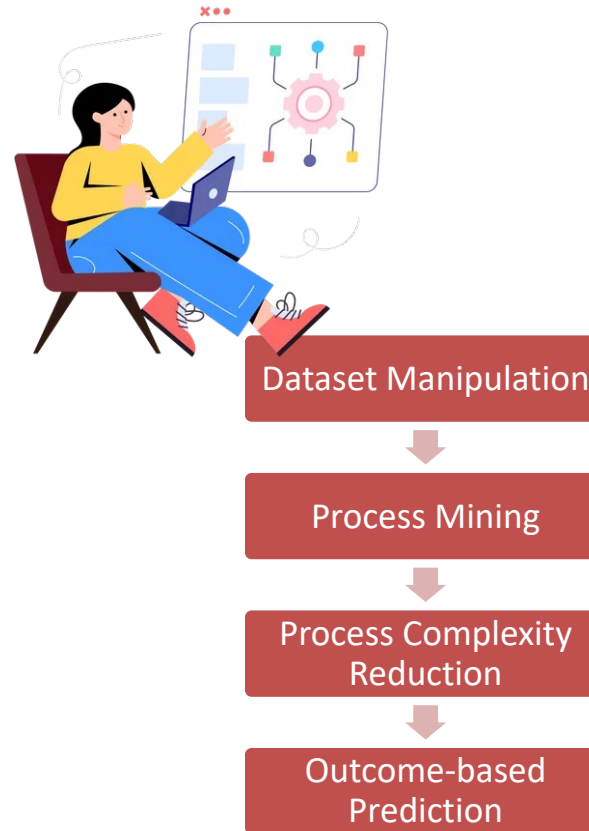 Dataset Manipulation
Process Mining
Process Complexity
Reduction
Outcome-based
Prediction